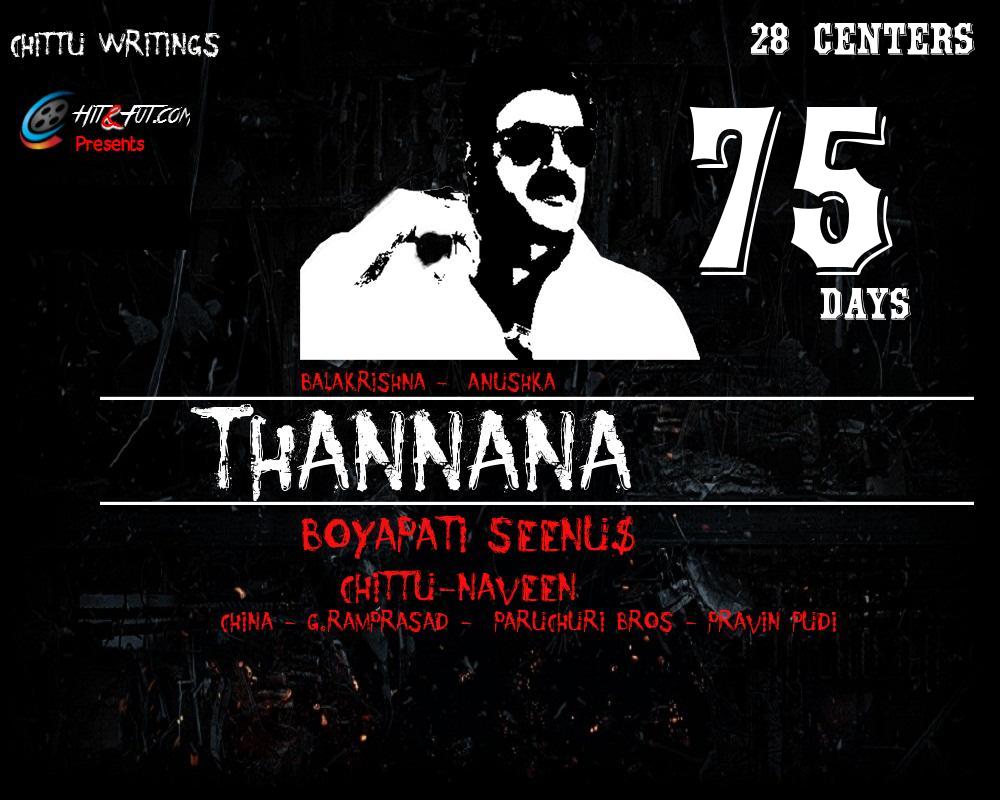 CHITTU WRITINGS
28 CENTERS
HIT&FUT.COM
Presents
75
DAYS
BALAKRISHNA - ANUSHKA
THANNANA
BOYAPATI SEENU$
CHITTU-NAVEEN
CHINA - G.RAMPRASAD - PARUCHURI BROS - PRAVIN PUDI